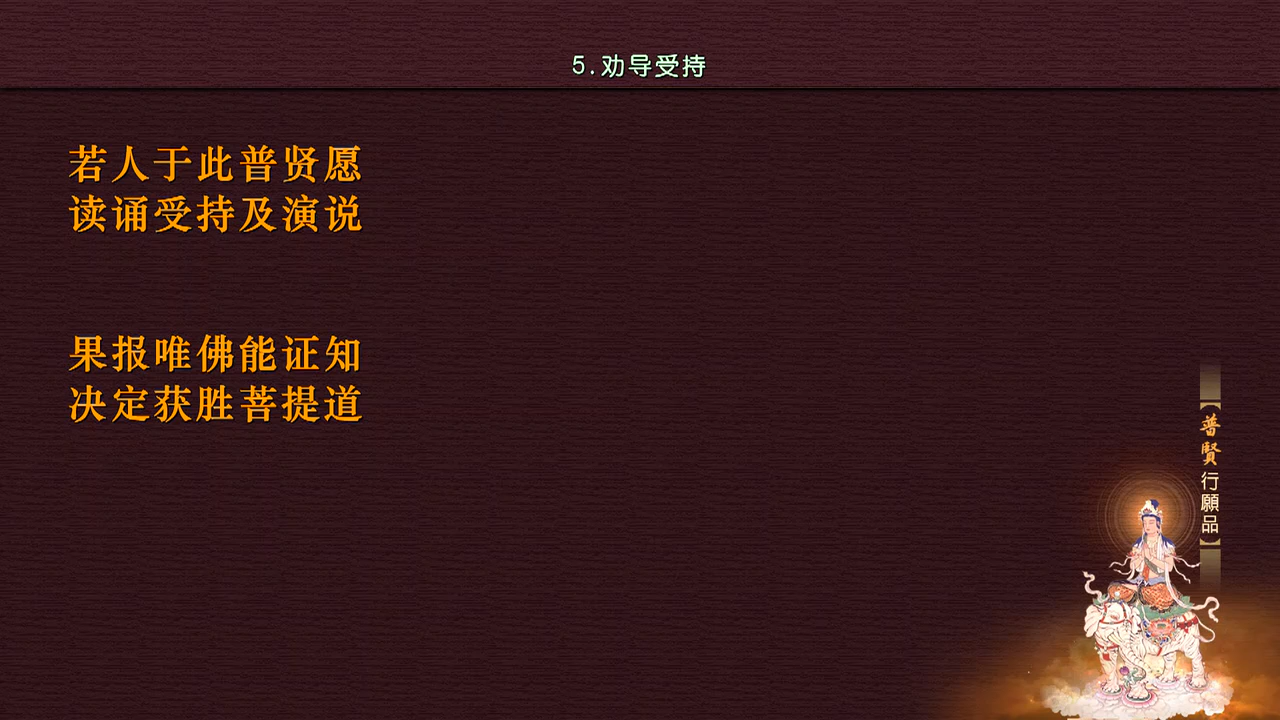 5.劝导受持
若人于此普贤愿
读诵受持及演说
果报唯佛能证知
决定获胜菩提道
【普賢行願品】